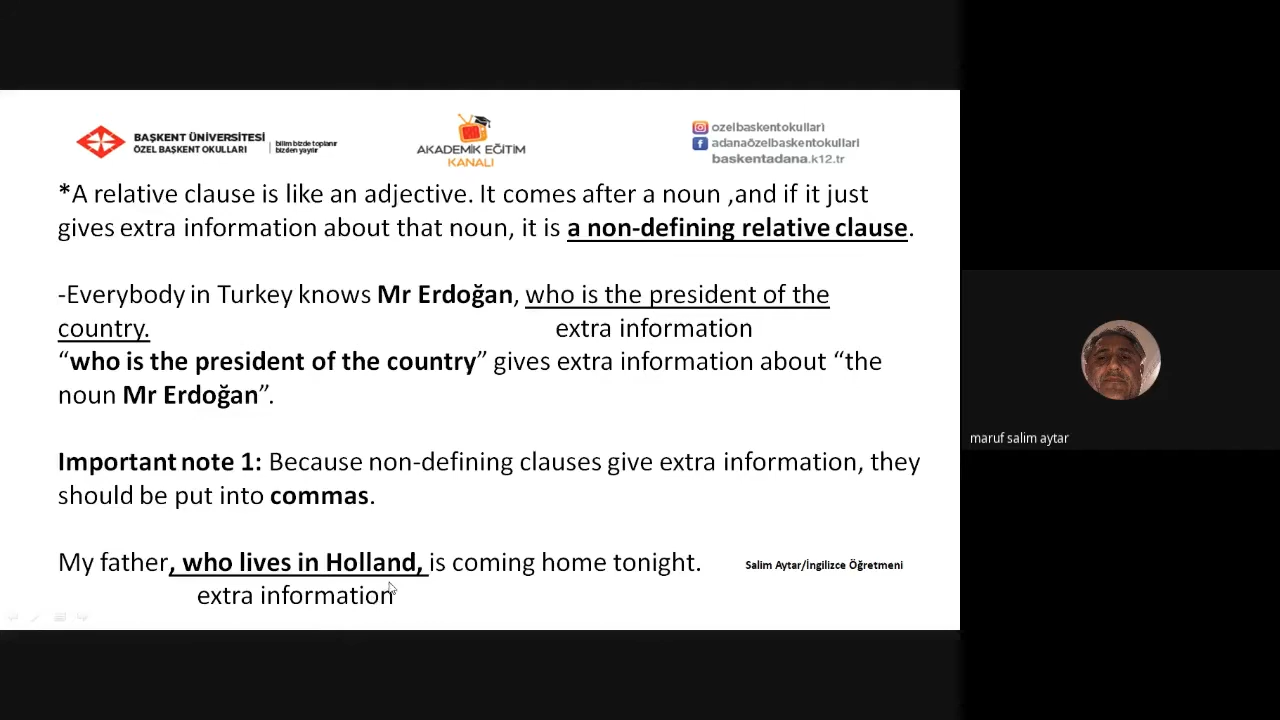 BAŞKENT ÜNİVERSİTESİ
ÖZEL BAŞKENT OKULLARI
bilim bizde toplanır
bizden yayılır
AKADEMİK EĞİTİM
KANALI
ozelbaskentokullari
adanaözelbaskentokullari
baskentadana.k12.tr
*A relative clause is like an adjective. It comes after a noun ,and if it just
gives extra information about that noun, it is a non-defining relative clause.
-Everybody in Turkey knows Mr Erdoğan, who is the president of the
country. extra information
“who is the president of the country” gives extra information about “the
noun Mr Erdoğan”.
Important note 1: Because non-defining clauses give extra information, they
should be put into commas.
My father, who lives in Holland, is coming home tonight.
Salim Aytar/İngilizce Öğretmeni
extra information
maruf salim aytar